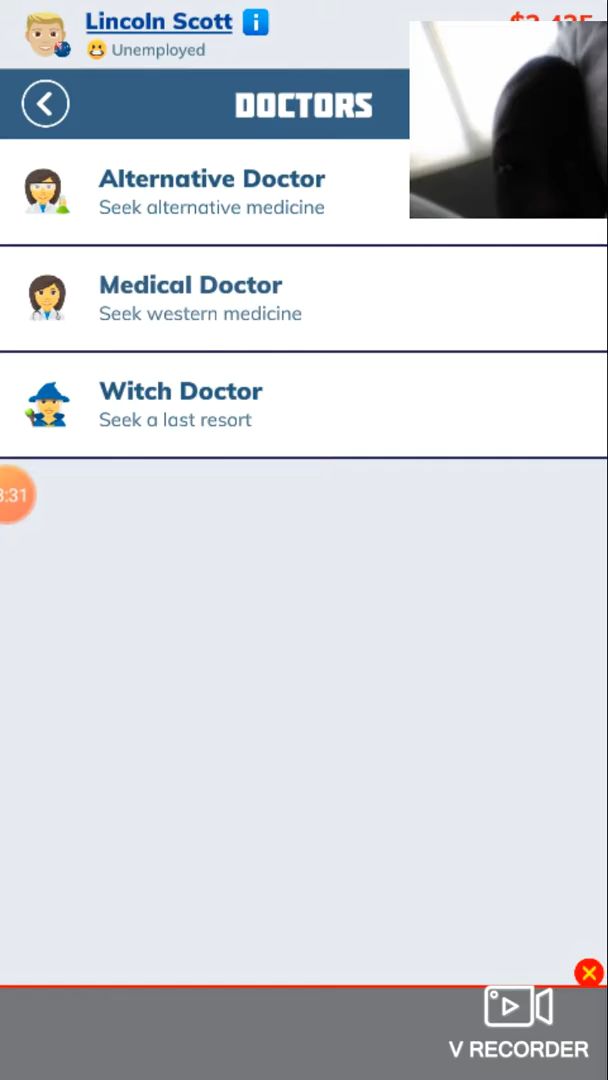 Lincoln Scott
Unemployed
DOCTORS
Alternative Doctor
Seek alternative medicine
Medical Doctor
Seek western medicine
Witch Doctor
Seek a last resort
:31
V RECORDER